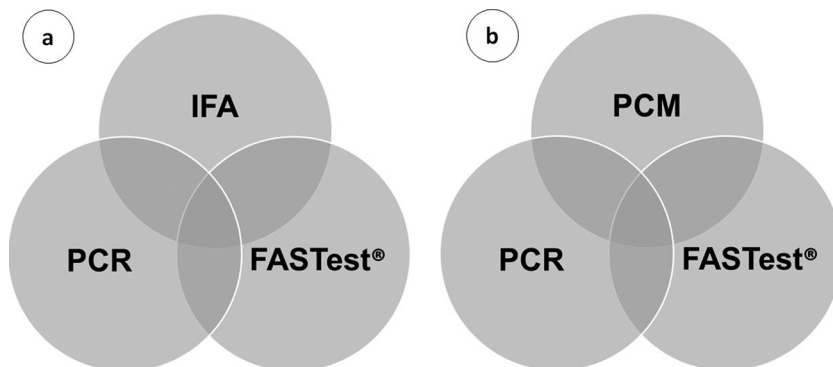 a
IFA
PCR
FASTest®
b
PCM
PCR
FASTest®